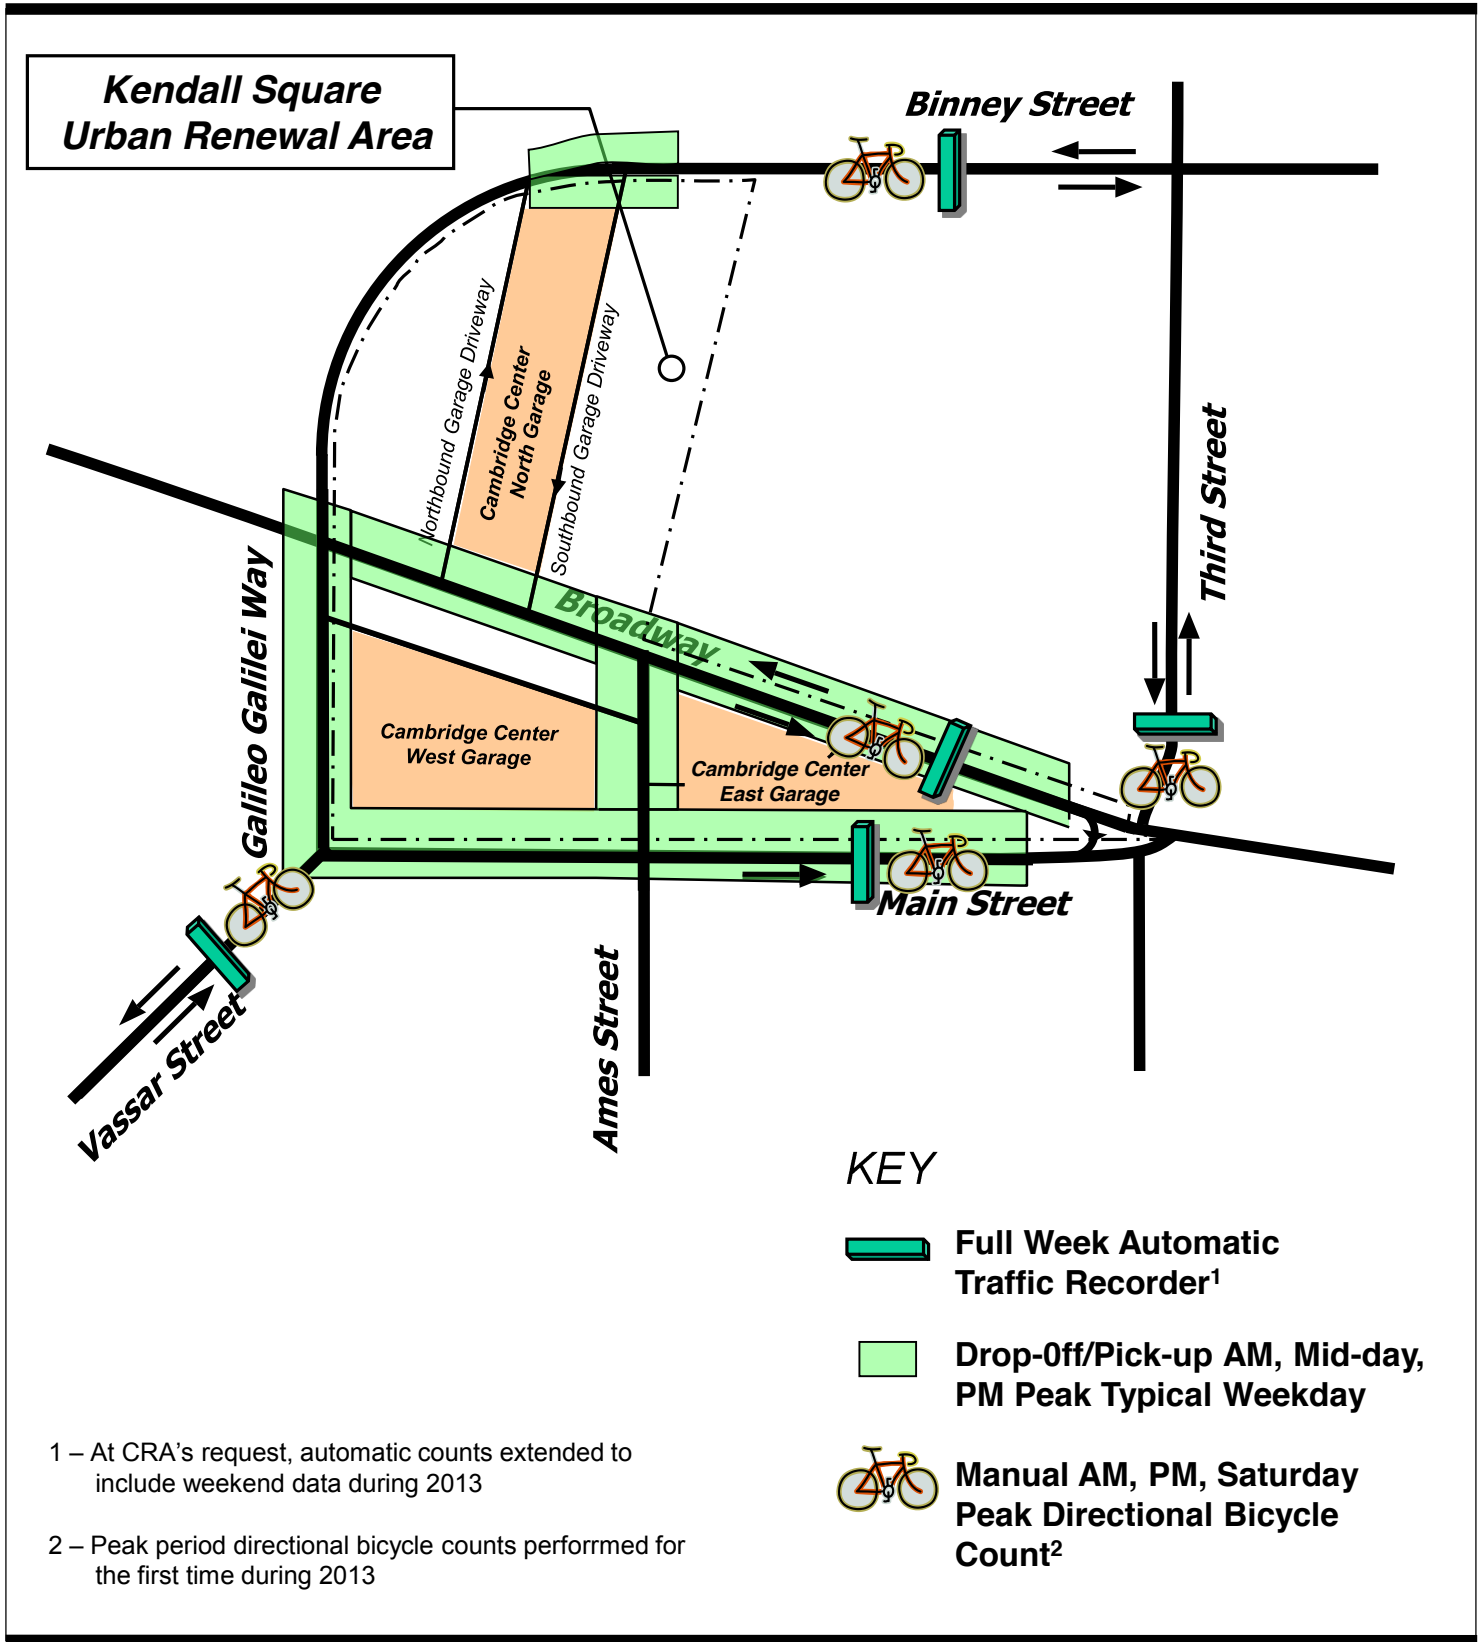 Kendall Square
Urban Renewal Area
Binney Street
Northbound Garage Driveway
Cambridge Center
North Garage
Southbound Garage Driveway
Third Street
Galileo Galilei Way
Broadway
Cambridge Center
West Garage
Cambridge Center
East Garage
Main Street
Vassar Street
Ames Street
KEY
Full Week Automatic
Traffic Recorder¹
Drop-0ff/Pick-up AM, Mid-day,
PM Peak Typical Weekday
Manual AM, PM, Saturday
Peak Directional Bicycle
Count²
1 – At CRA's request, automatic counts extended to
include weekend data during 2013
2 – Peak period directional bicycle counts perforrmed for
the first time during 2013